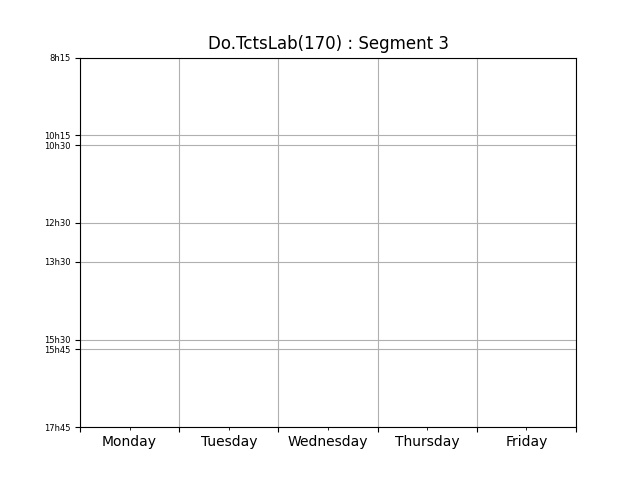 Do.TctsLab(170) : Segment 3
8h15
10h15
10h30
12h30
13h30
15h30
15h45
17h45
Monday Tuesday Wednesday Thursday Friday